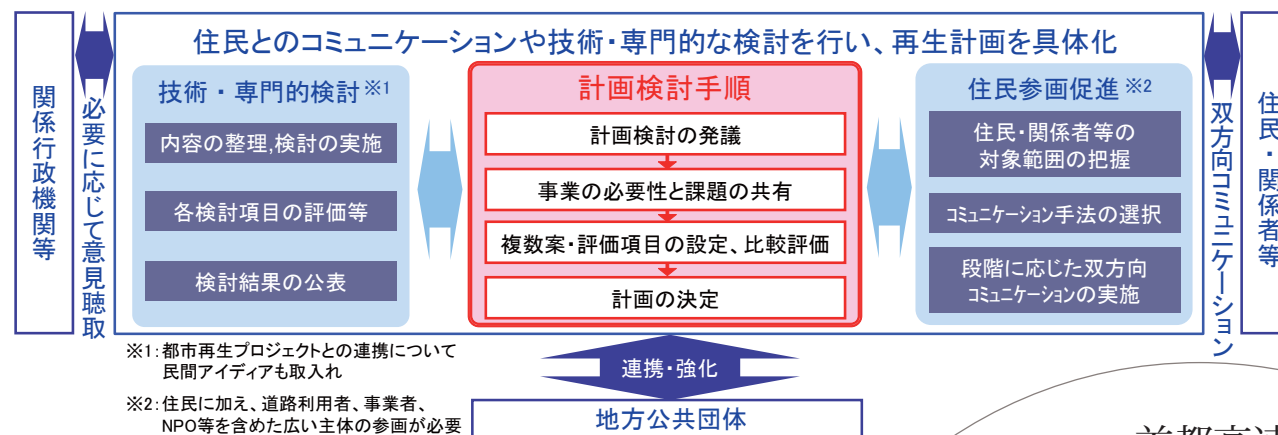 住民とのコミュニケーションや技術・専門的な検討を行い、再生計画を具体化
関係行政機関等
必要に応じて意見聴取
技術・専門的検討※1
内容の整理,検討の実施
各検討項目の評価等
検討結果の公表
計画検討手順
計画検討の発議
事業の必要性と課題の共有
複数案・評価項目の設定、比較評価
計画の決定
住民参画促進※2
住民・関係者等の
対象範囲の把握
コミュニケーション手法の選択
段階に応じた双方向
コミュニケーションの実施
双方向コミュニケーション
住民・関係者等
※1:都市再生プロジェクトとの連携について
民間アイディアも取入れ
※2:住民に加え、道路利用者、事業者、
NPO等を含めた広い主体の参画が必要
連携・強化
地方公共団体
首都高速